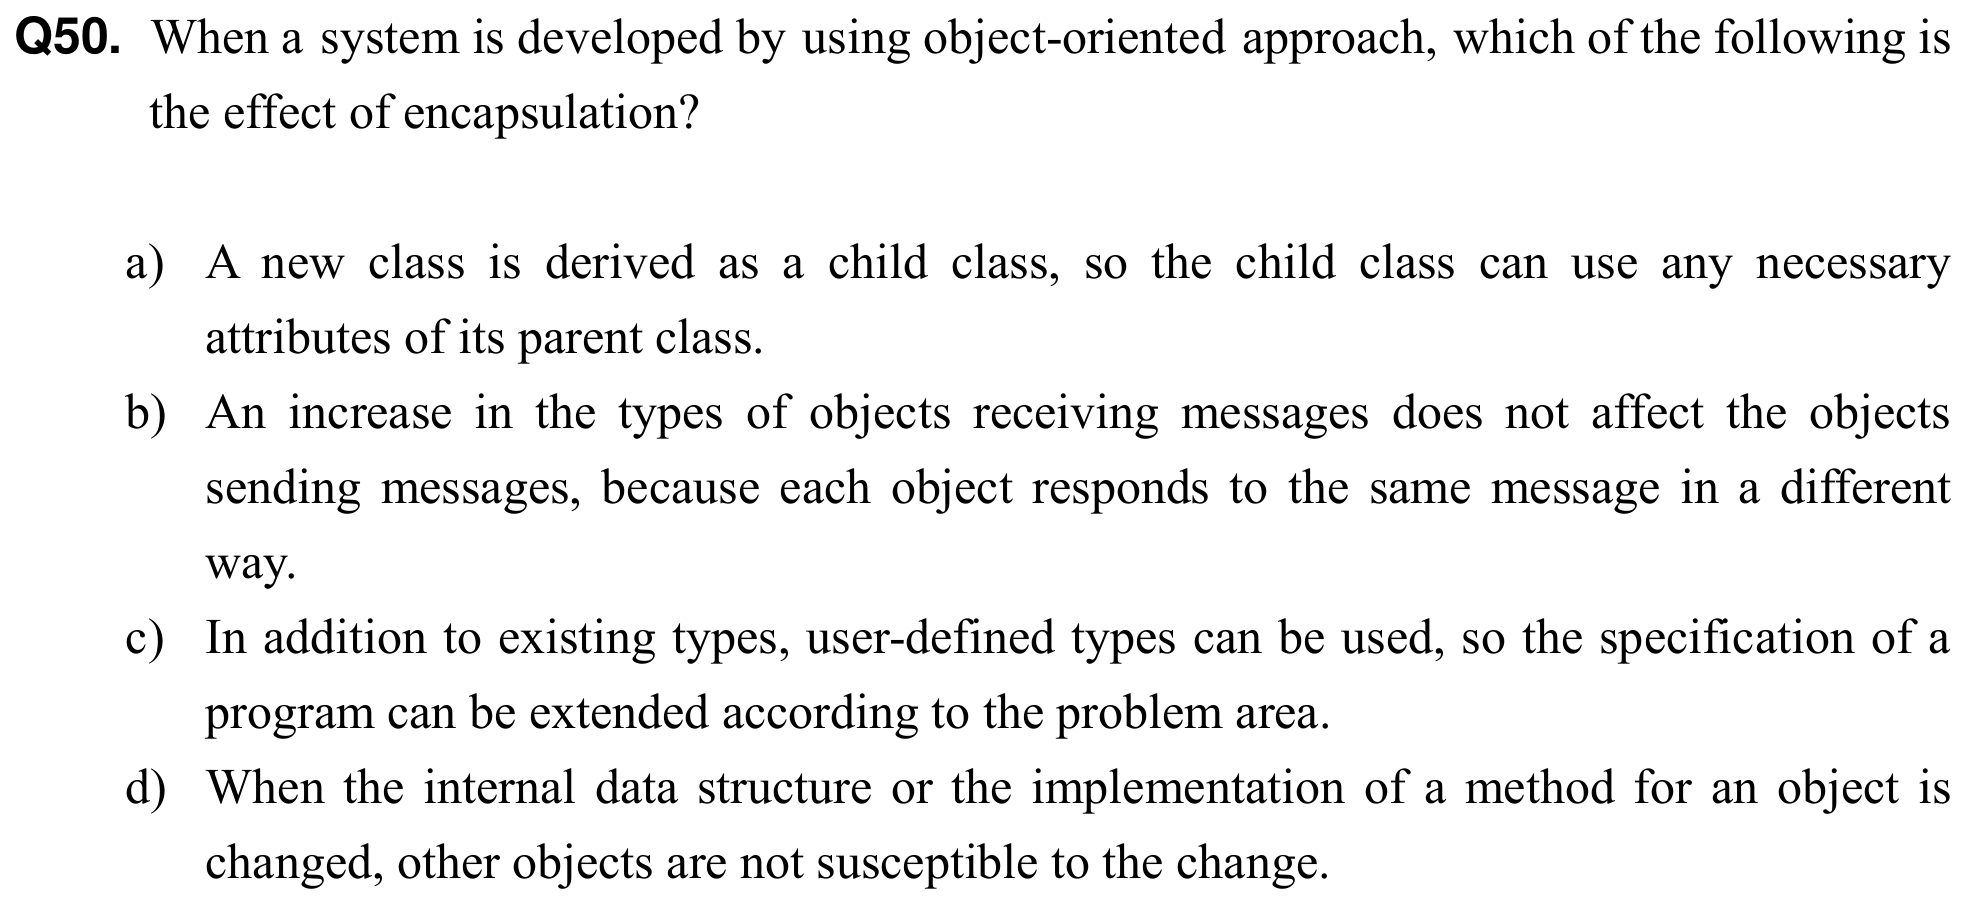 Q50. When a system is developed by using object-oriented approach, which of the following is
the effect of encapsulation?
a) A new class is derived as a child class, so the child class can use any necessary
attributes of its parent class.
b) An increase in the types of objects receiving messages does not affect the objects
sending messages, because each object responds to the same message in a different
way.
c) In addition to existing types, user-defined types can be used, so the specification of a
program can be extended according to the problem area.
d) When the internal data structure or the implementation of a method for an object is
changed, other objects are not susceptible to the change.